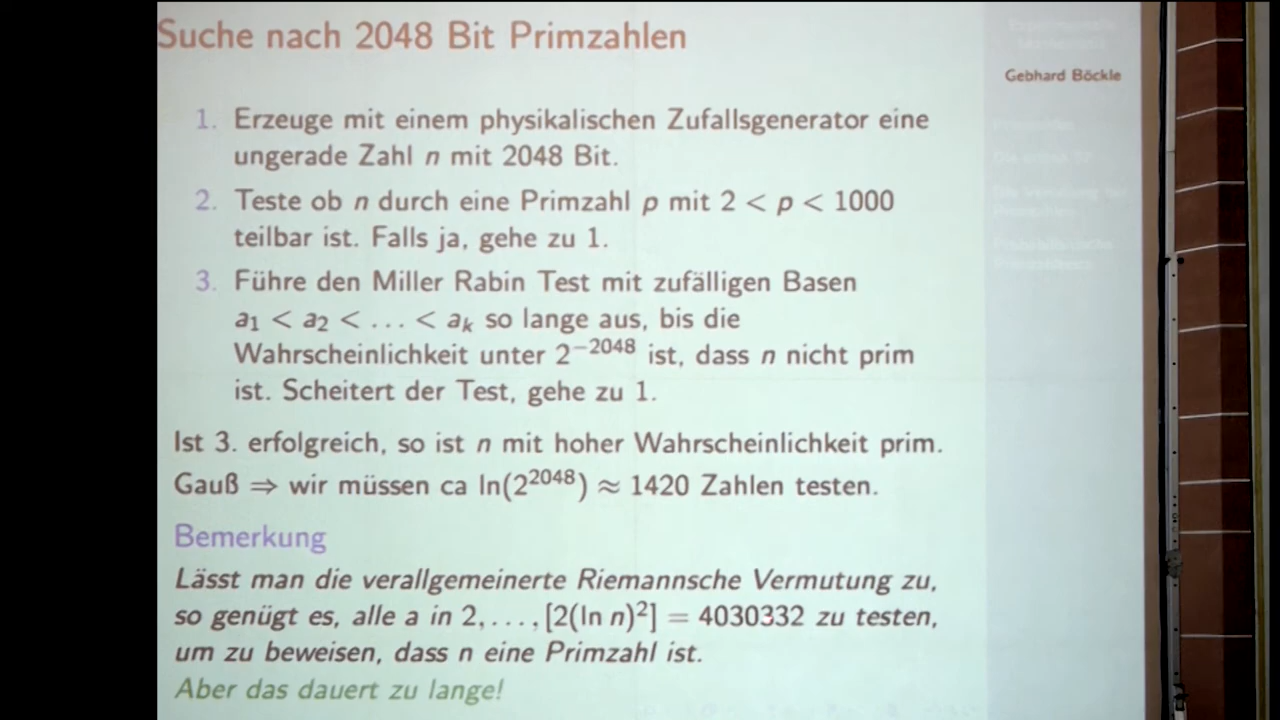 Suche nach 2048 Bit Primzahlen
Gebhard Böckle
1. Erzeuge mit einem physikalischen Zufallsgenerator eine
ungerade Zahl n mit 2048 Bit.
2. Teste ob n durch eine Primzahl p mit 2 < p < 1000
teilbar ist. Falls ja, gehe zu 1.
3. Führe den Miller Rabin Test mit zufälligen Basen
a₁ < a₂ < … < aₖ so lange aus, bis die
Wahrscheinlichkeit unter 2⁻²⁰⁴⁸ ist, dass n nicht prim
ist. Scheitert der Test, gehe zu 1.
Ist 3. erfolgreich, so ist n mit hoher Wahrscheinlichkeit prim.
Gauß ⇒ wir müssen ca ln(2²⁰⁴⁸) ≈ 1420 Zahlen testen.
Bemerkung
Lässt man die verallgemeinerte Riemannsche Vermutung zu,
so genügt es, alle a in 2, . . . , [2(ln n)²] = 4030332 zu testen,
um zu beweisen, dass n eine Primzahl ist.
Aber das dauert zu lange!